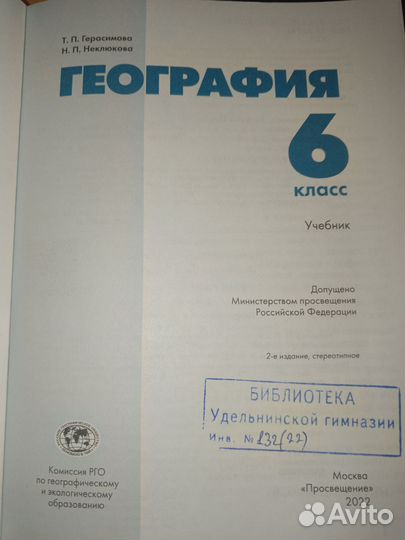 Т. П. Герасимова
Н. П. Неклюкова
ГЕОГРАФИЯ
6
класс
Учебник
Допущено
Министерством просвещения
Российской Федерации
2-е издание, стереотипное
БИБЛИОТЕКА
Удельнинской гимназии
Инв. № 132(22)
Комиссия РГО
по географическому
и экологическому
образованию
Москва
«Просвещение»
2022
Avito